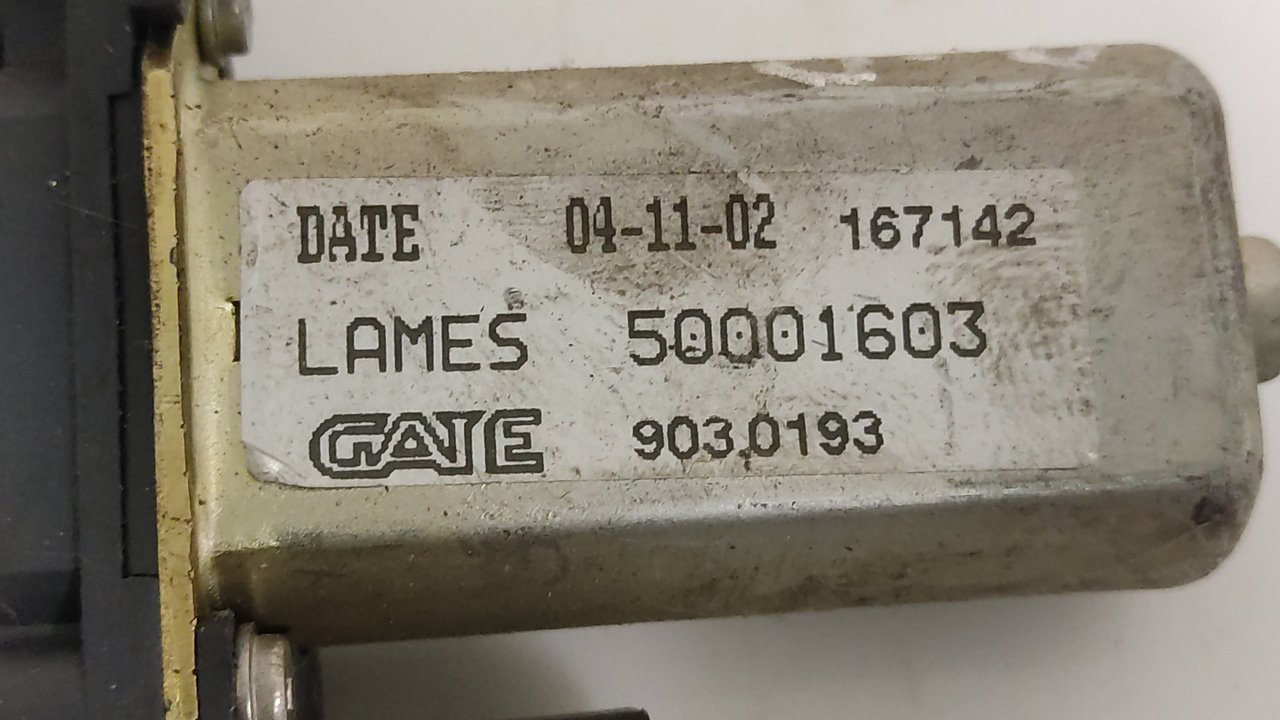 DATE 04-11-02 167142
LAMES 50001603
GATE 903.0193